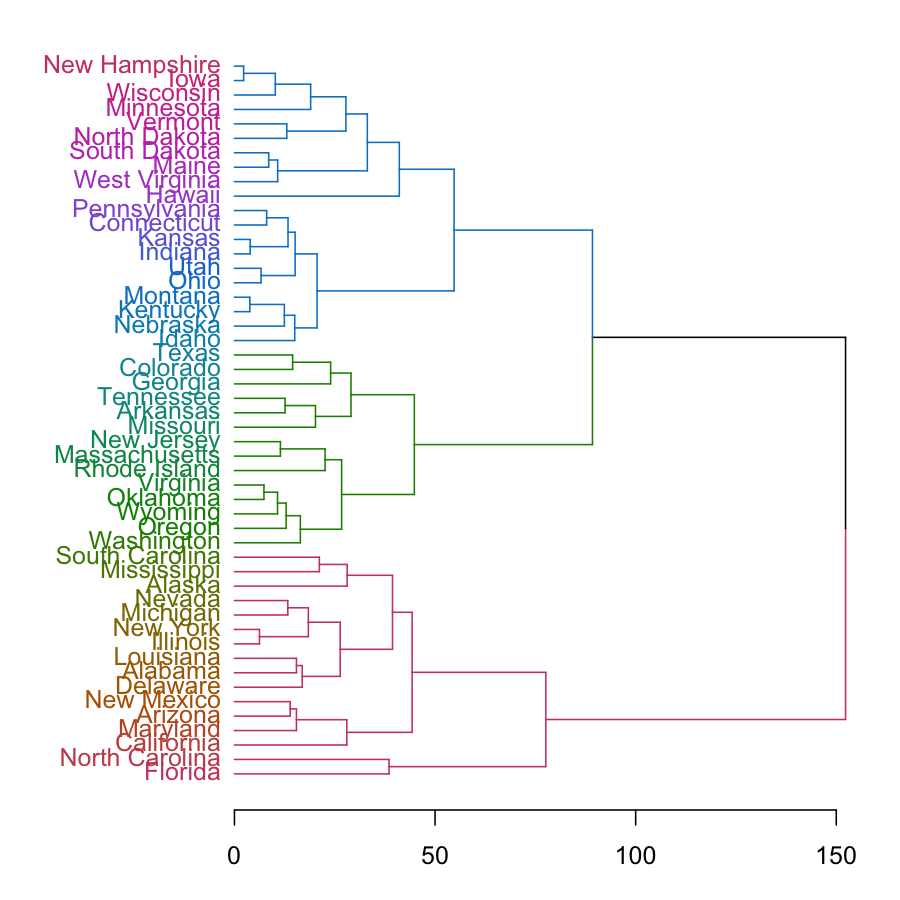 New Hampshire
Iowa
Wisconsin
Minnesota
Vermont
North Dakota
South Dakota
Maine
West Virginia
Hawaii
Pennsylvania
Connecticut
Kansas
Indiana
Utah
Ohio
Montana
Kentucky
Nebraska
Idaho
Texas
Colorado
Georgia
Tennessee
Arkansas
Missouri
New Jersey
Massachusetts
Rhode Island
Virginia
Oklahoma
Wyoming
Oregon
Washington
South Carolina
Mississippi
Alaska
Nevada
Michigan
New York
Illinois
Louisiana
Alabama
Delaware
New Mexico
Arizona
Maryland
California
North Carolina
Florida
0 50 100 150